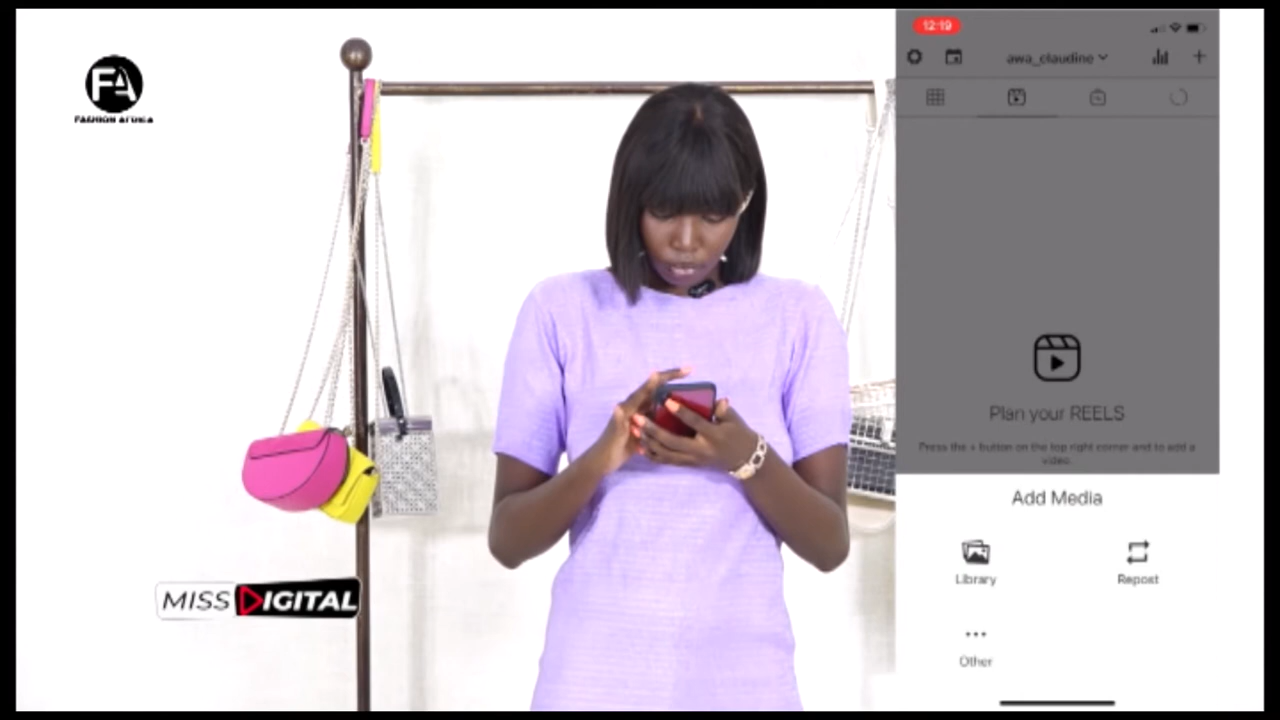 FA
FASHION AFRICA
MISS DIGITAL
12:19
awa_claudine
Plan your REELS
Press the + button on the top right corner and to add a
video.
Add Media
Library
Repost
Other